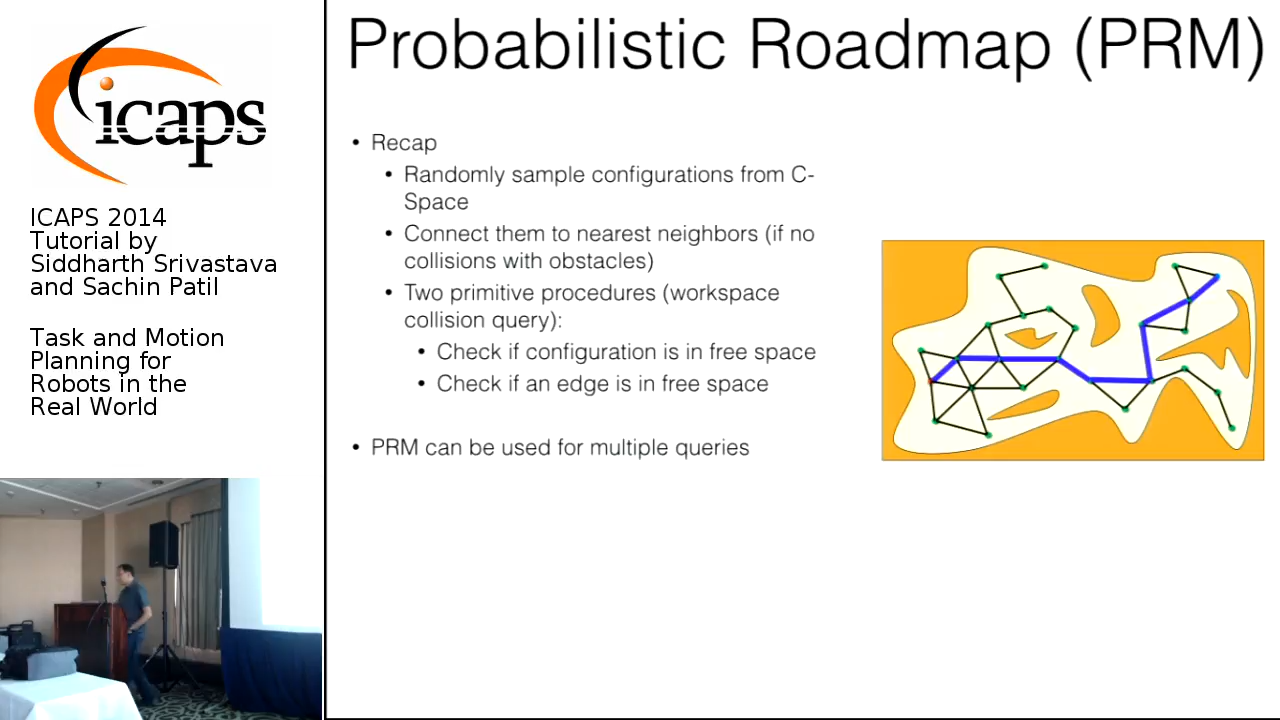 icaps
ICAPS 2014
Tutorial by
Siddharth Srivastava
and Sachin Patil
Task and Motion
Planning for
Robots in the
Real World
Probabilistic Roadmap (PRM)
• Recap
• Randomly sample configurations from C-
Space
• Connect them to nearest neighbors (if no
collisions with obstacles)
• Two primitive procedures (workspace
collision query):
• Check if configuration is in free space
• Check if an edge is in free space
• PRM can be used for multiple queries